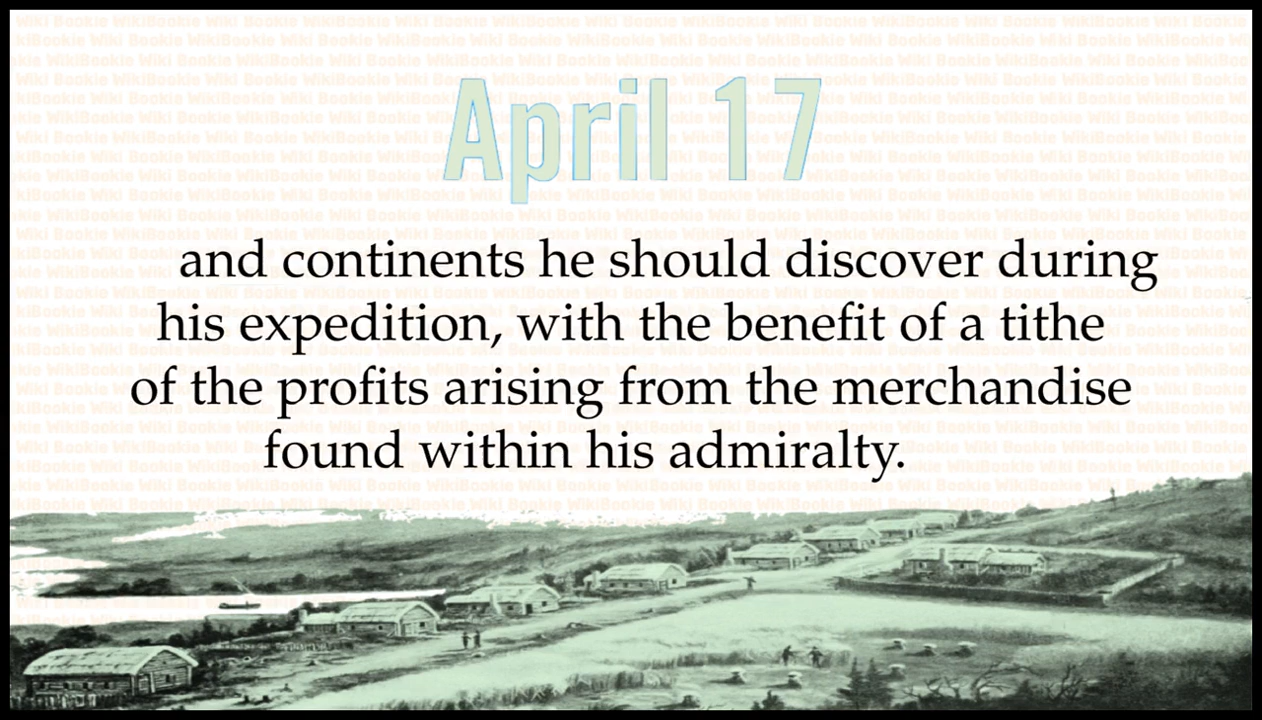 April 17
and continents he should discover during
his expedition, with the benefit of a tithe
of the profits arising from the merchandise
found within his admiralty.